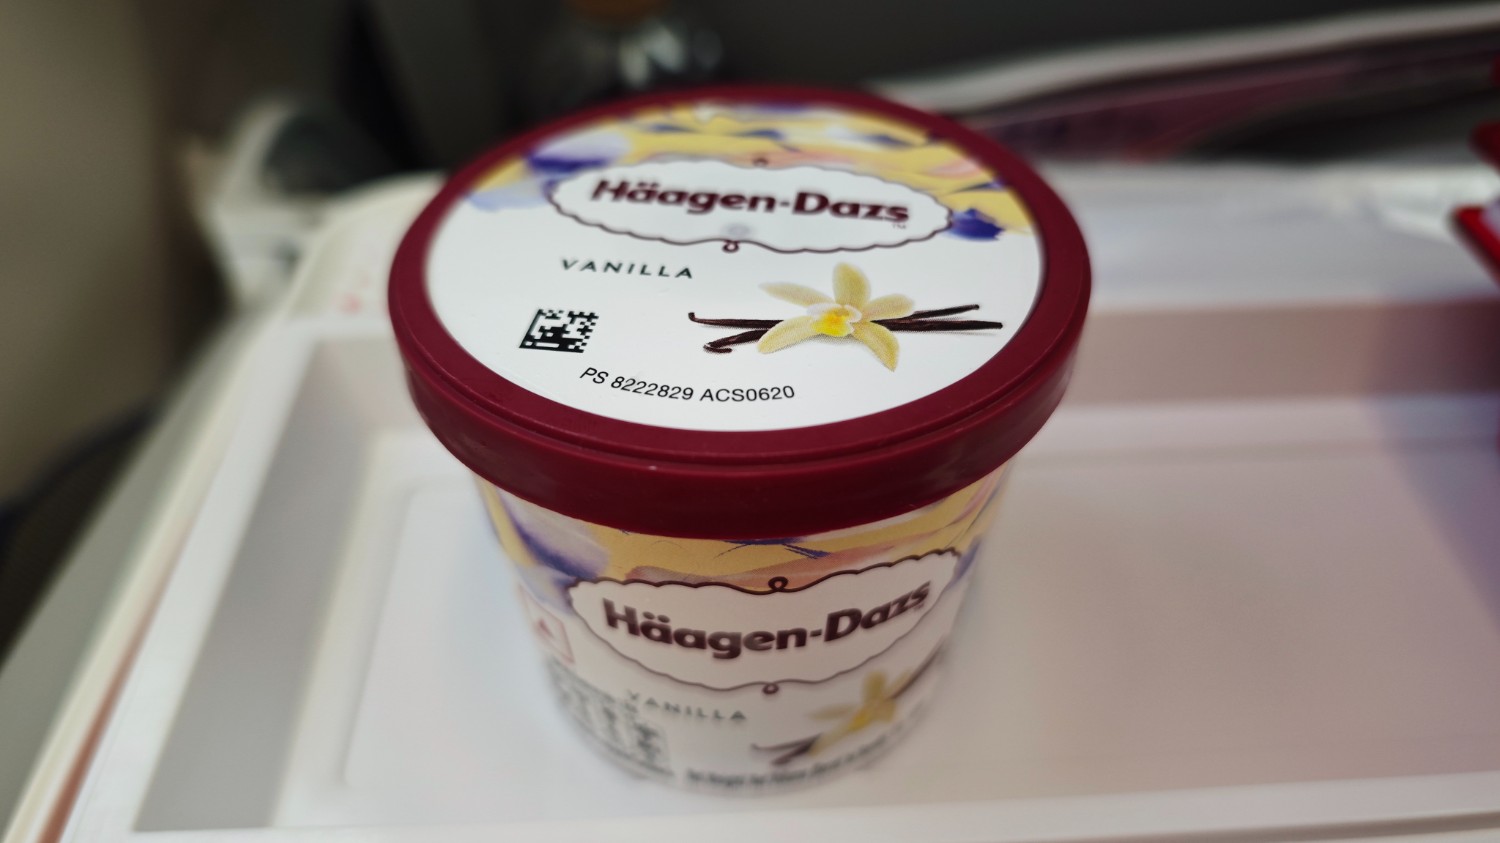 Häagen-Dazs
VANILLA
PS 8222829 ACS0620
Häagen-Dazs
VANILLA